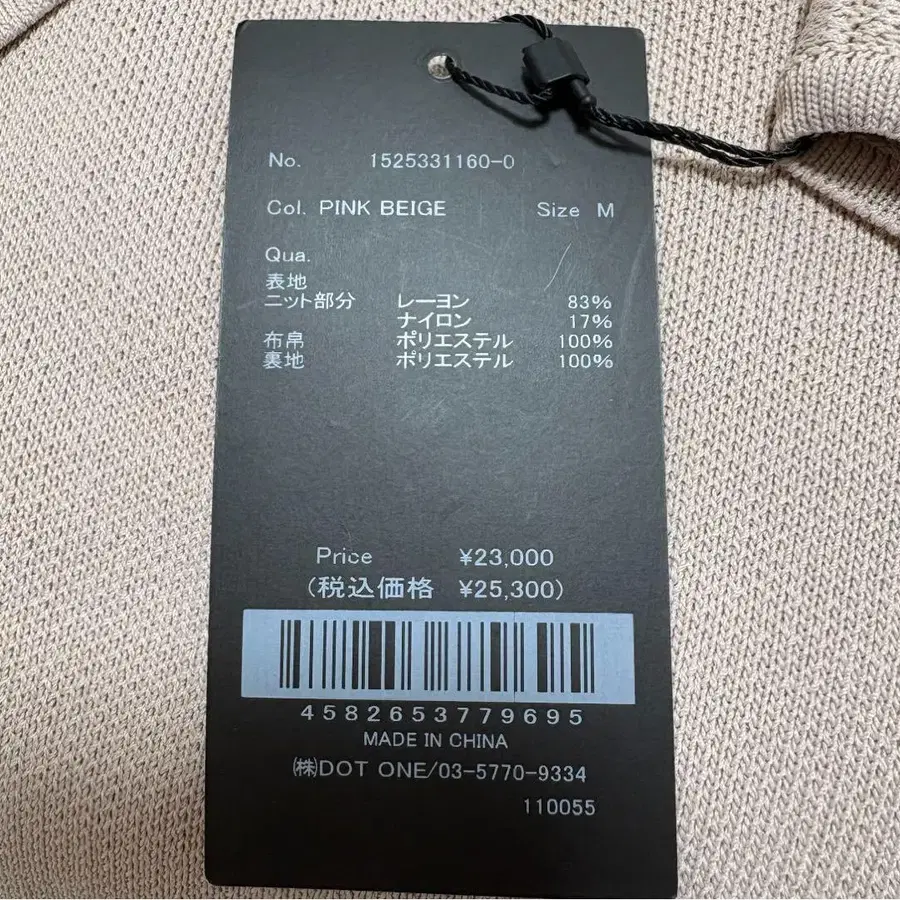 No. 1525331160-0
Col. PINK BEIGE Size M
Qua.
表地
ニット部分 レーヨン 83%
ナイロン 17%
布帛 ポリエステル 100%
裏地 ポリエステル 100%
Price ¥23,000
(税込価格 ¥25,300)
4582653779695
MADE IN CHINA
㈱DOT ONE/03-5770-9334
110055